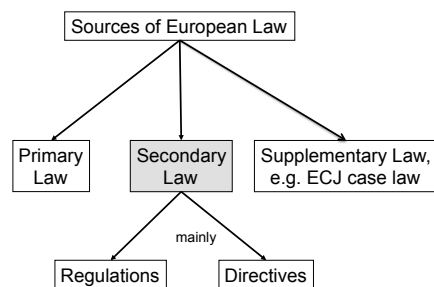 Sources of European Law
Primary
Law
Secondary
Law
Supplementary Law,
e.g. ECJ case law
mainly
Regulations
Directives